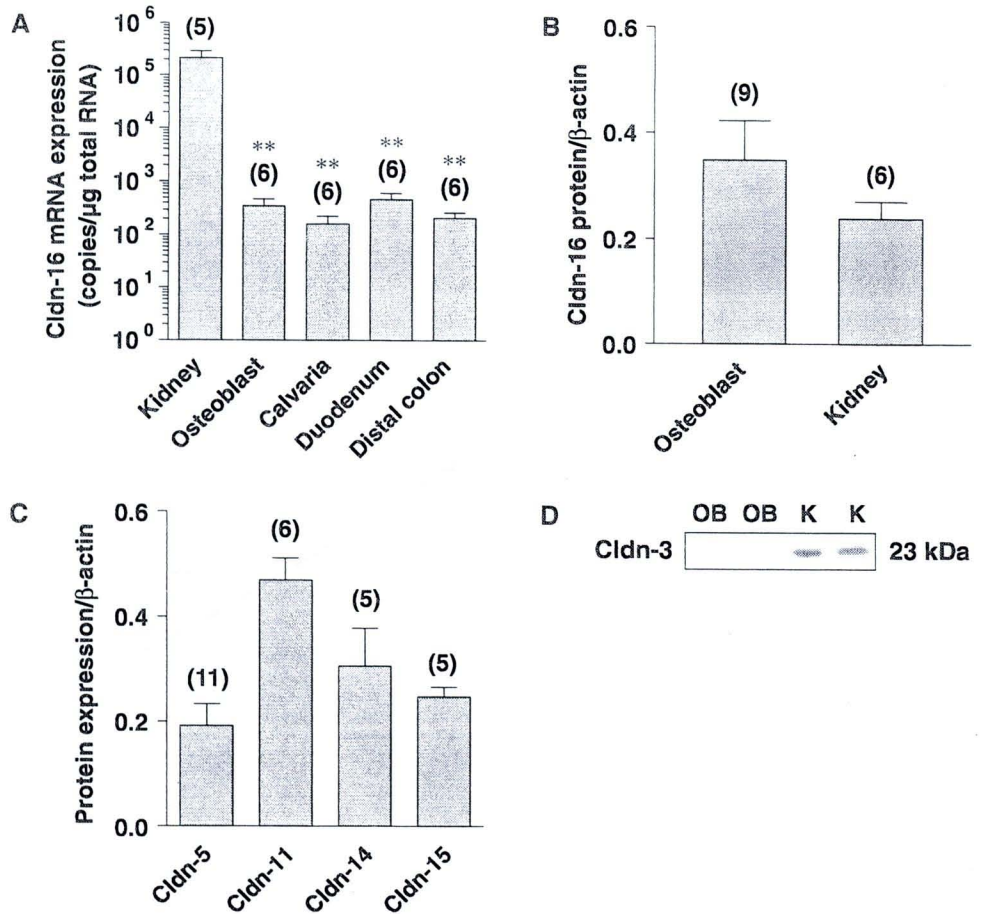 A
Cldn-16 mRNA expression
(copies/µg total RNA)
10^6
10^5
10^4
10^3
10^2
10^1
10^0
(5)
**
(6)
**
(6)
**
(6)
**
(6)
Kidney
Osteoblast
Calvaria
Duodenum
Distal colon
B
Cldn-16 protein/β-actin
0.6
0.4
0.2
0.0
(9)
(6)
Osteoblast
Kidney
C
Protein expression/β-actin
0.6
0.4
0.2
0.0
(11)
(6)
(5)
(5)
Cldn-5
Cldn-11
Cldn-14
Cldn-15
D
OB OB K K
Cldn-3
23 kDa